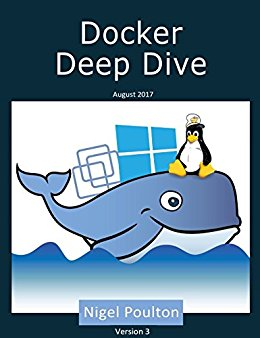 Docker
Deep Dive
August 2017
Nigel Poulton
Version 3